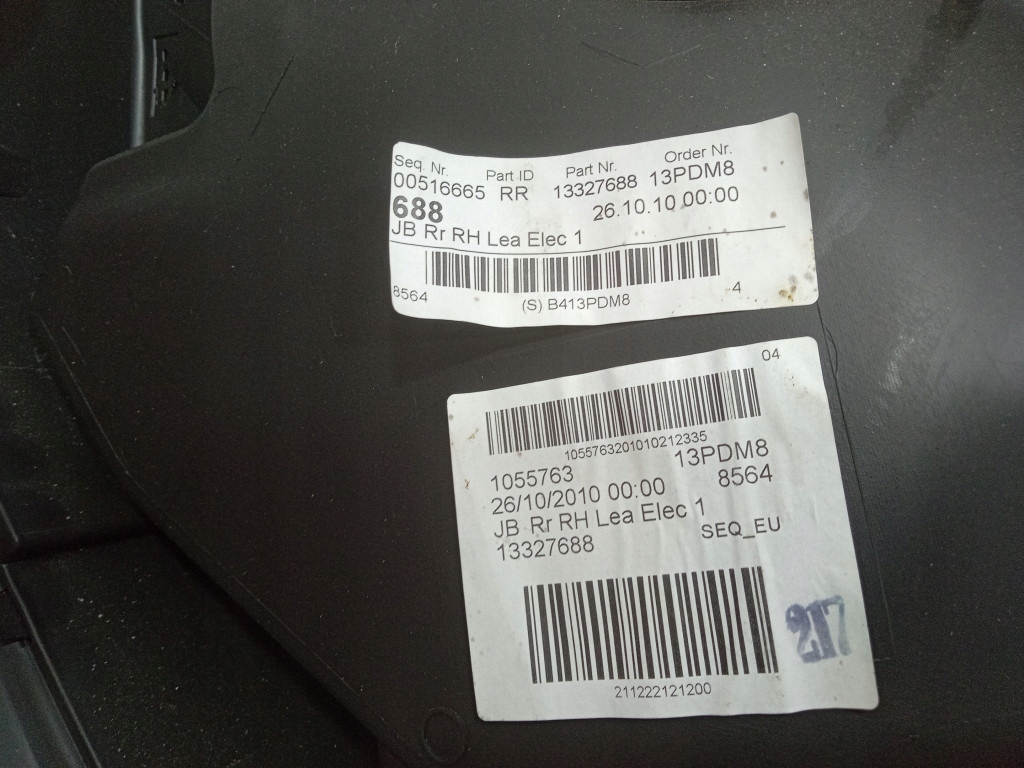 Seq. Nr. Part ID Part Nr. Order Nr.
00516665 RR 13327688 13PDM8
688 26.10.10 00:00
JB Rr RH Lea Elec 1
8564 (S) B413PDM8 4
04
1055763201010212335
1055763 13PDM8
26/10/2010 00:00 8564
JB Rr RH Lea Elec 1
13327688 SEQ_EU
217
211222121200